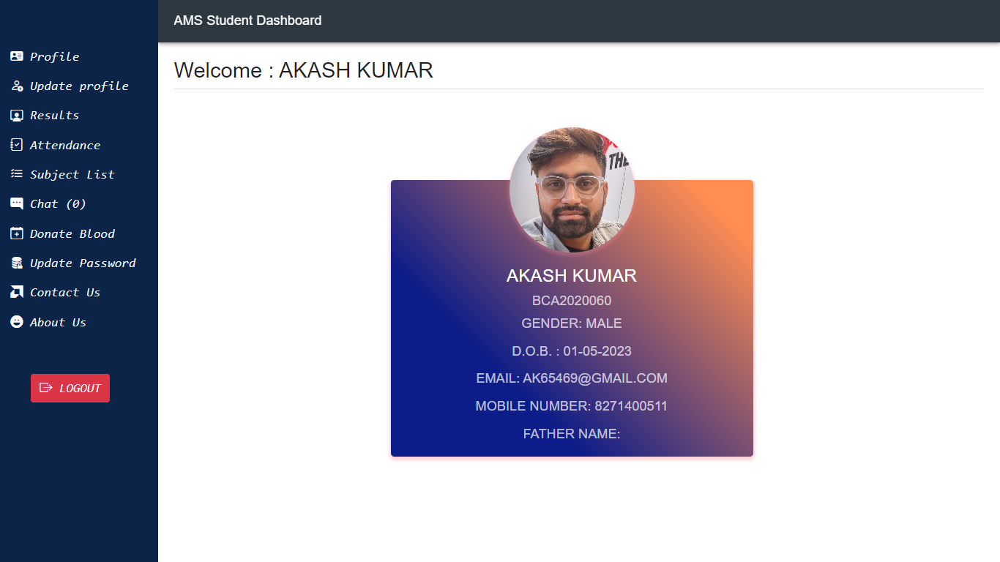 AMS Student Dashboard
Profile
Update profile
Results
Attendance
Subject List
Chat (0)
Donate Blood
Update Password
Contact Us
About Us
LOGOUT
Welcome : AKASH KUMAR
THE
AKASH KUMAR
BCA2020060
GENDER: MALE
D.O.B. : 01-05-2023
EMAIL: AK65469@GMAIL.COM
MOBILE NUMBER: 8271400511
FATHER NAME: